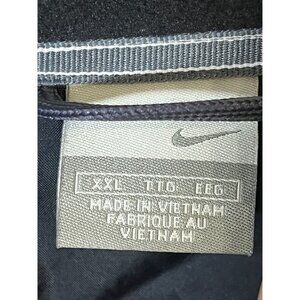 XXL TTG EEG
MADE IN VIETNAM
FABRIQUE AU
VIETNAM